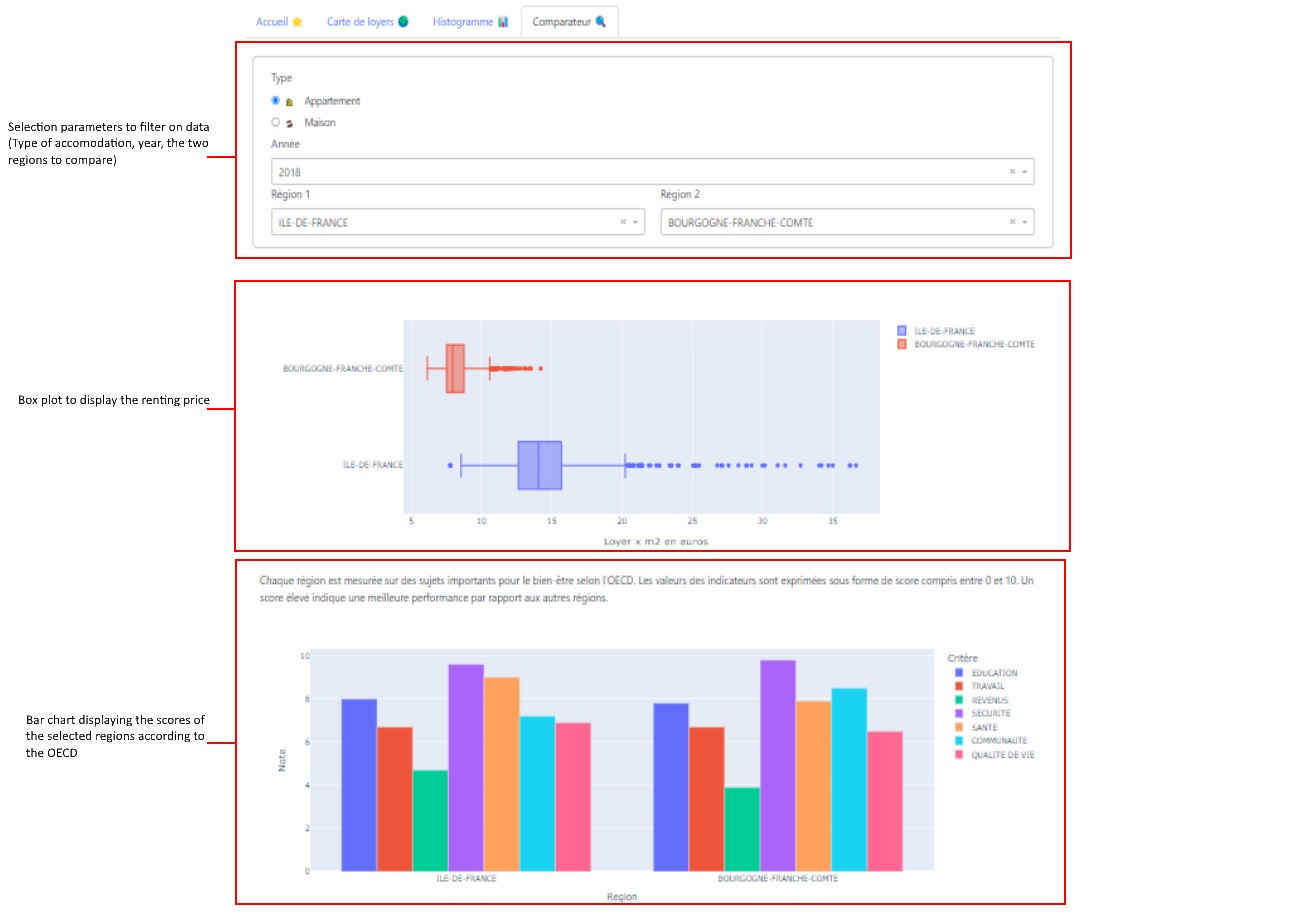 Accueil
Carte de loyers
Histogramme
Comparateur
Type
Appartement
Maison
Année
2018
Région 1
Région 2
ILE-DE-FRANCE
BOURGOGNE-FRANCHE-COMTE
Selection parameters to filter on data
(Type of accomodation, year, the two
regions to compare)
ILE-DE-FRANCE
BOURGOGNE-FRANCHE-COMTE
BOURGOGNE-FRANCHE-COMTE
ILE-DE-FRANCE
5 10 15 20 25 30 35
Loyer x m2 en euros
Box plot to display the renting price
Chaque région est mesurée sur des sujets importants pour le bien-être selon l'OECD. Les valeurs des indicateurs sont exprimées sous forme de score compris entre 0 et 10. Un
score élevé indique une meilleure performance par rapport aux autres régions.
10
8
6
4
2
0
Note
ILE-DE-FRANCE
BOURGOGNE-FRANCHE-COMTE
Region
Critère
EDUCATION
TRAVAIL
REVENUS
SECURITE
SANTE
COMMUNAUTE
QUALITE DE VIE
Bar chart displaying the scores of
the selected regions according to
the OECD